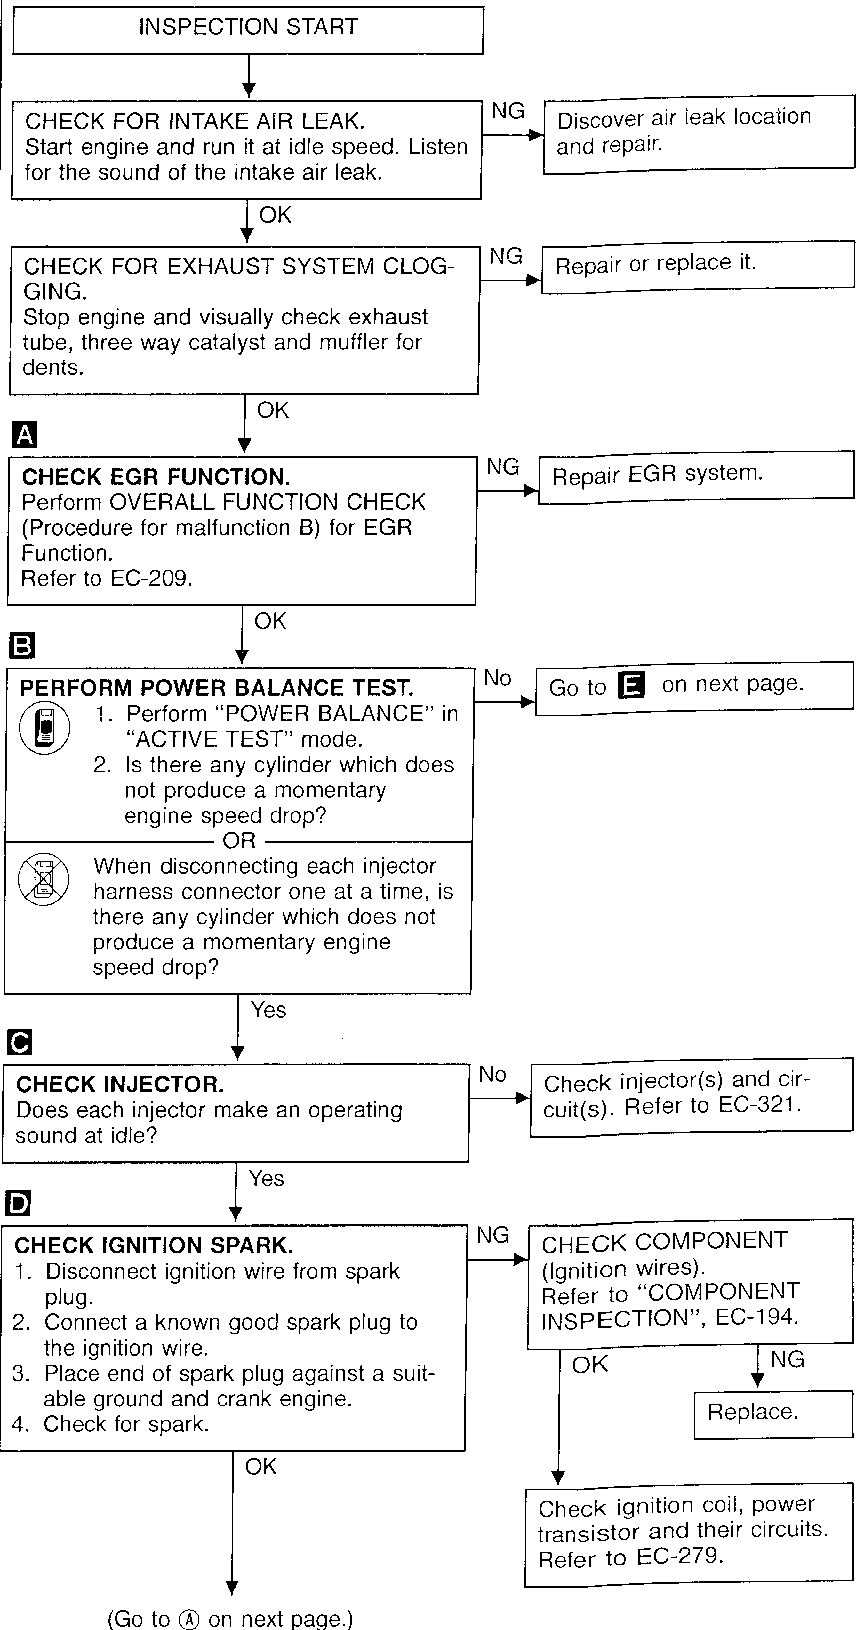 INSPECTION START
CHECK FOR INTAKE AIR LEAK.
Start engine and run it at idle speed. Listen
for the sound of the intake air leak.
NG
Discover air leak location
and repair.
OK
CHECK FOR EXHAUST SYSTEM CLOG-
GING.
Stop engine and visually check exhaust
tube, three way catalyst and muffler for
dents.
NG
Repair or replace it.
OK
A
CHECK EGR FUNCTION.
Perform OVERALL FUNCTION CHECK
(Procedure for malfunction B) for EGR
Function.
Refer to EC-209.
NG
Repair EGR system.
OK
B
PERFORM POWER BALANCE TEST.
1. Perform “POWER BALANCE” in
“ACTIVE TEST” mode.
2. Is there any cylinder which does
not produce a momentary
engine speed drop?
OR
When disconnecting each injector
harness connector one at a time, is
there any cylinder which does not
produce a momentary engine
speed drop?
No
Go to E on next page.
Yes
C
CHECK INJECTOR.
Does each injector make an operating
sound at idle?
No
Check injector(s) and cir-
cuit(s). Refer to EC-321.
Yes
D
CHECK IGNITION SPARK.
1. Disconnect ignition wire from spark
plug.
2. Connect a known good spark plug to
the ignition wire.
3. Place end of spark plug against a suit-
able ground and crank engine.
4. Check for spark.
NG
CHECK COMPONENT
(Ignition wires).
Refer to “COMPONENT
INSPECTION”, EC-194.
OK
NG
Replace.
Check ignition coil, power
transistor and their circuits.
Refer to EC-279.
OK
(Go to Ⓐ on next page.)